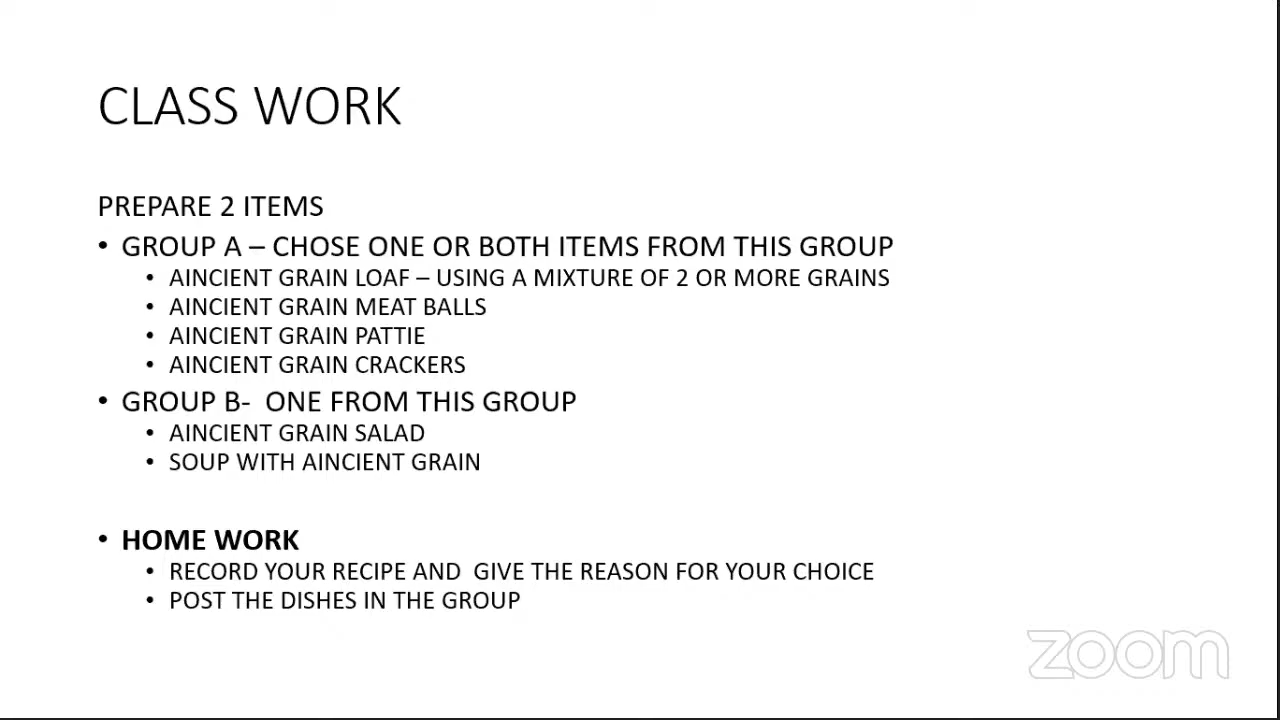 CLASS WORK
PREPARE 2 ITEMS
• GROUP A – CHOSE ONE OR BOTH ITEMS FROM THIS GROUP
• AINCIENT GRAIN LOAF – USING A MIXTURE OF 2 OR MORE GRAINS
• AINCIENT GRAIN MEAT BALLS
• AINCIENT GRAIN PATTIE
• AINCIENT GRAIN CRACKERS
• GROUP B-  ONE FROM THIS GROUP
• AINCIENT GRAIN SALAD
• SOUP WITH AINCIENT GRAIN
• HOME WORK
• RECORD YOUR RECIPE AND  GIVE THE REASON FOR YOUR CHOICE
• POST THE DISHES IN THE GROUP
zoom